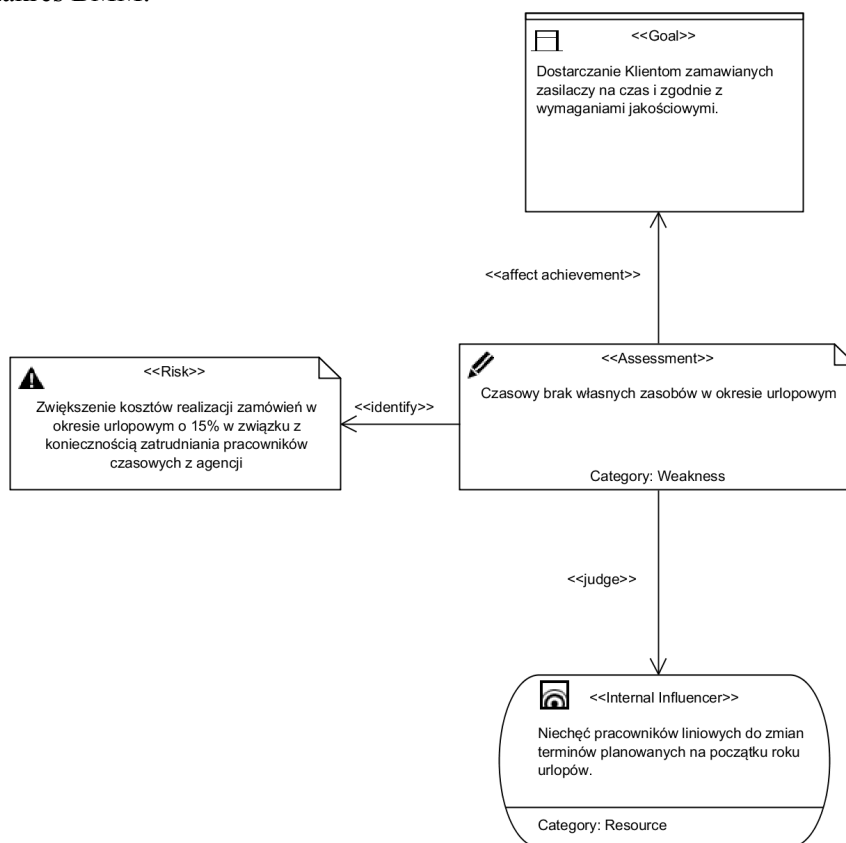 <<Goal>>
Dostarczanie Klientom zamawianych
zasilaczy na czas i zgodnie z
wymaganiami jakościowymi.
<<affect achievement>>
<<Risk>>
Zwiększenie kosztów realizacji zamówień w
okresie urlopowym o 15% w związku z
koniecznością zatrudniania pracowników
czasowych z agencji
<<identify>>
<<Assessment>>
Czasowy brak własnych zasobów w okresie urlopowym
Category: Weakness
<<judge>>
<<Internal Influencer>>
Niechęć pracowników liniowych do zmian
terminów planowanych na początku roku
urlopów.
Category: Resource